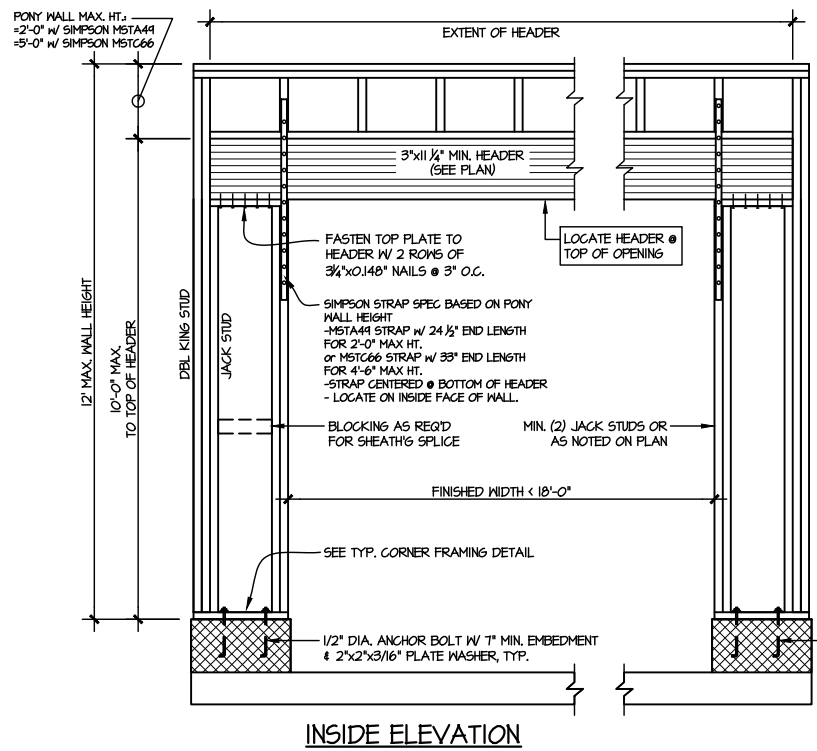 PONY WALL MAX. HT.:
=2'-0" W/ SIMPSON MSTA49
=5'-0" W/ SIMPSON MSTC66
EXTENT OF HEADER
3"x11 1/4" MIN. HEADER
(SEE PLAN)
FASTEN TOP PLATE TO
HEADER W/ 2 ROWS OF
3 1/4"x0.148" NAILS @ 3" O.C.
LOCATE HEADER @
TOP OF OPENING
SIMPSON STRAP SPEC BASED ON PONY
WALL HEIGHT
-MSTA49 STRAP W/ 24 1/2" END LENGTH
FOR 2'-0" MAX HT.
or MSTC66 STRAP W/ 33" END LENGTH
FOR 4'-6" MAX HT.
-STRAP CENTERED @ BOTTOM OF HEADER
- LOCATE ON INSIDE FACE OF WALL.
12' MAX. WALL HEIGHT
10'-0" MAX.
TO TOP OF HEADER
DBL KING STUD
JACK STUD
BLOCKING AS REQ'D
FOR SHEATH'G SPLICE
MIN. (2) JACK STUDS OR
AS NOTED ON PLAN
FINISHED WIDTH < 18'-0"
SEE TYP. CORNER FRAMING DETAIL
1/2" DIA. ANCHOR BOLT W/ 7" MIN. EMBEDMENT
& 2"x2"x3/16" PLATE WASHER, TYP.
INSIDE ELEVATION